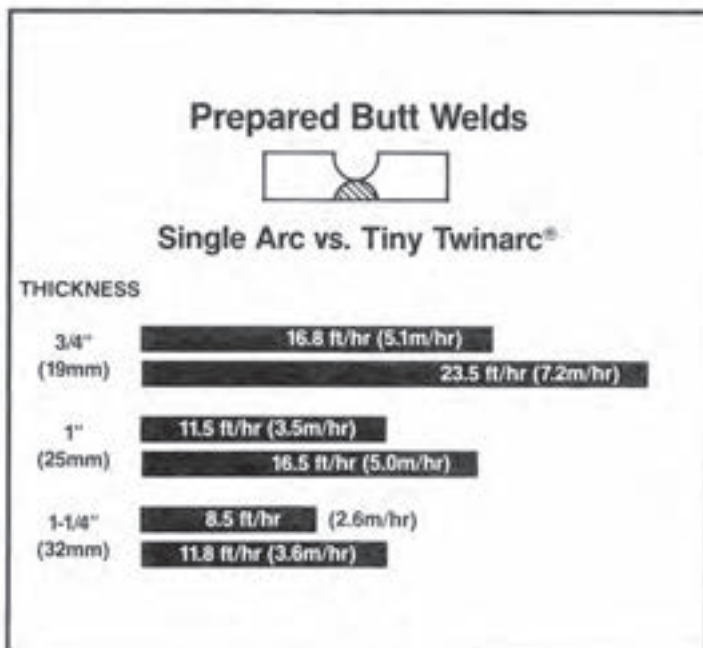 Prepared Butt Welds
Single Arc vs. Tiny Twinarc®
THICKNESS
3/4"
(19mm)
16.8 ft/hr (5.1m/hr)
23.5 ft/hr (7.2m/hr)
1"
(25mm)
11.5 ft/hr (3.5m/hr)
16.5 ft/hr (5.0m/hr)
1-1/4"
(32mm)
8.5 ft/hr (2.6m/hr)
11.8 ft/hr (3.6m/hr)